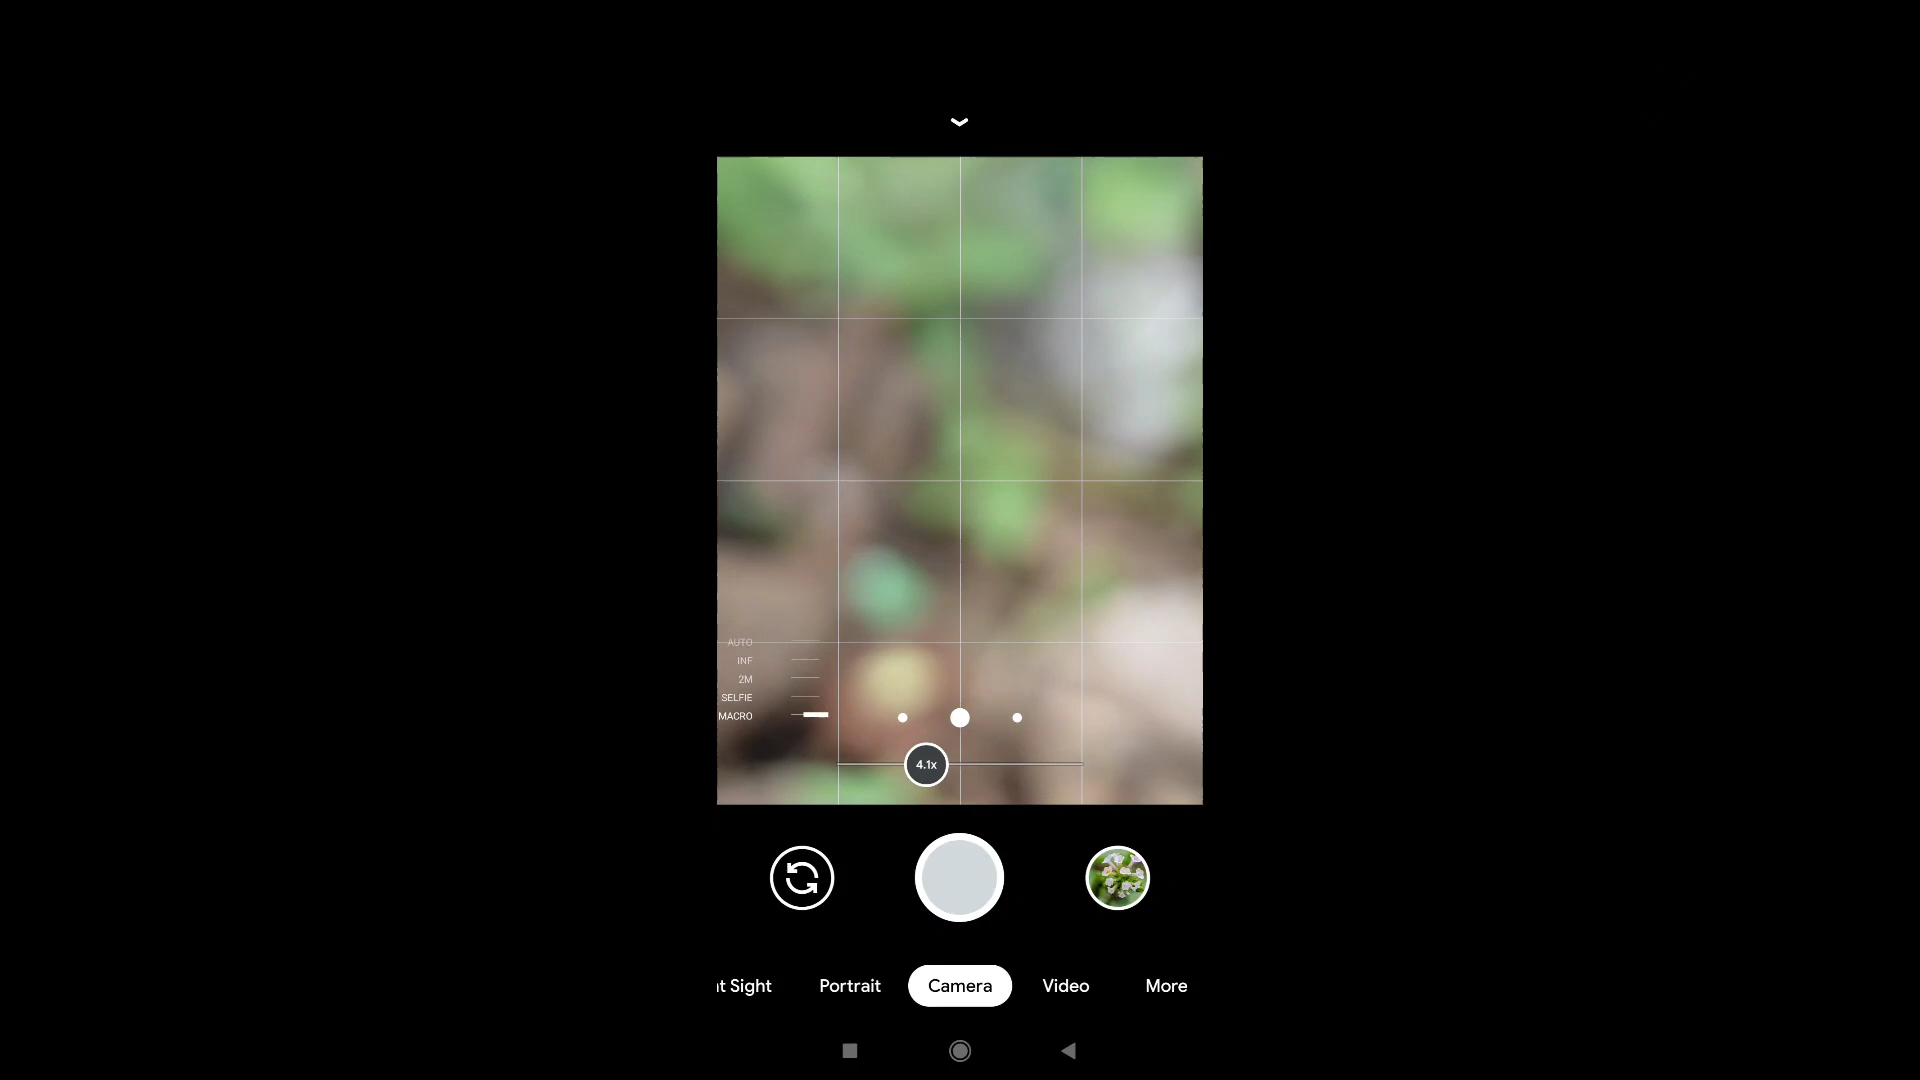 AUTO
INF
2M
SELFIE
MACRO
4.1x
t Sight
Portrait
Camera
Video
More